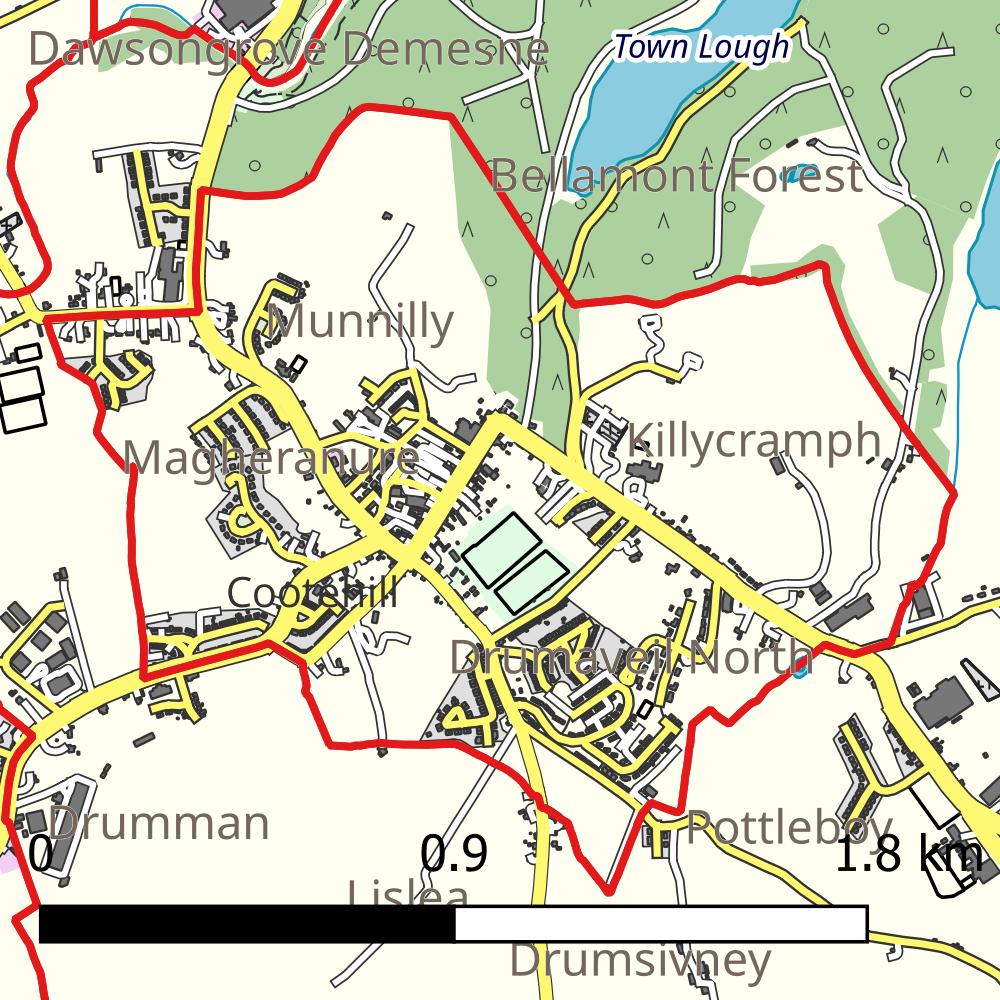 Dawsongrove Demesne
Town Lough
Bellamont Forest
Munnilly
Killycramph
Magheranure
Cootehill
Drumaveil North
Drumman
Pottleboy
0
0.9
1.8 km
Lislea
Drumsivney